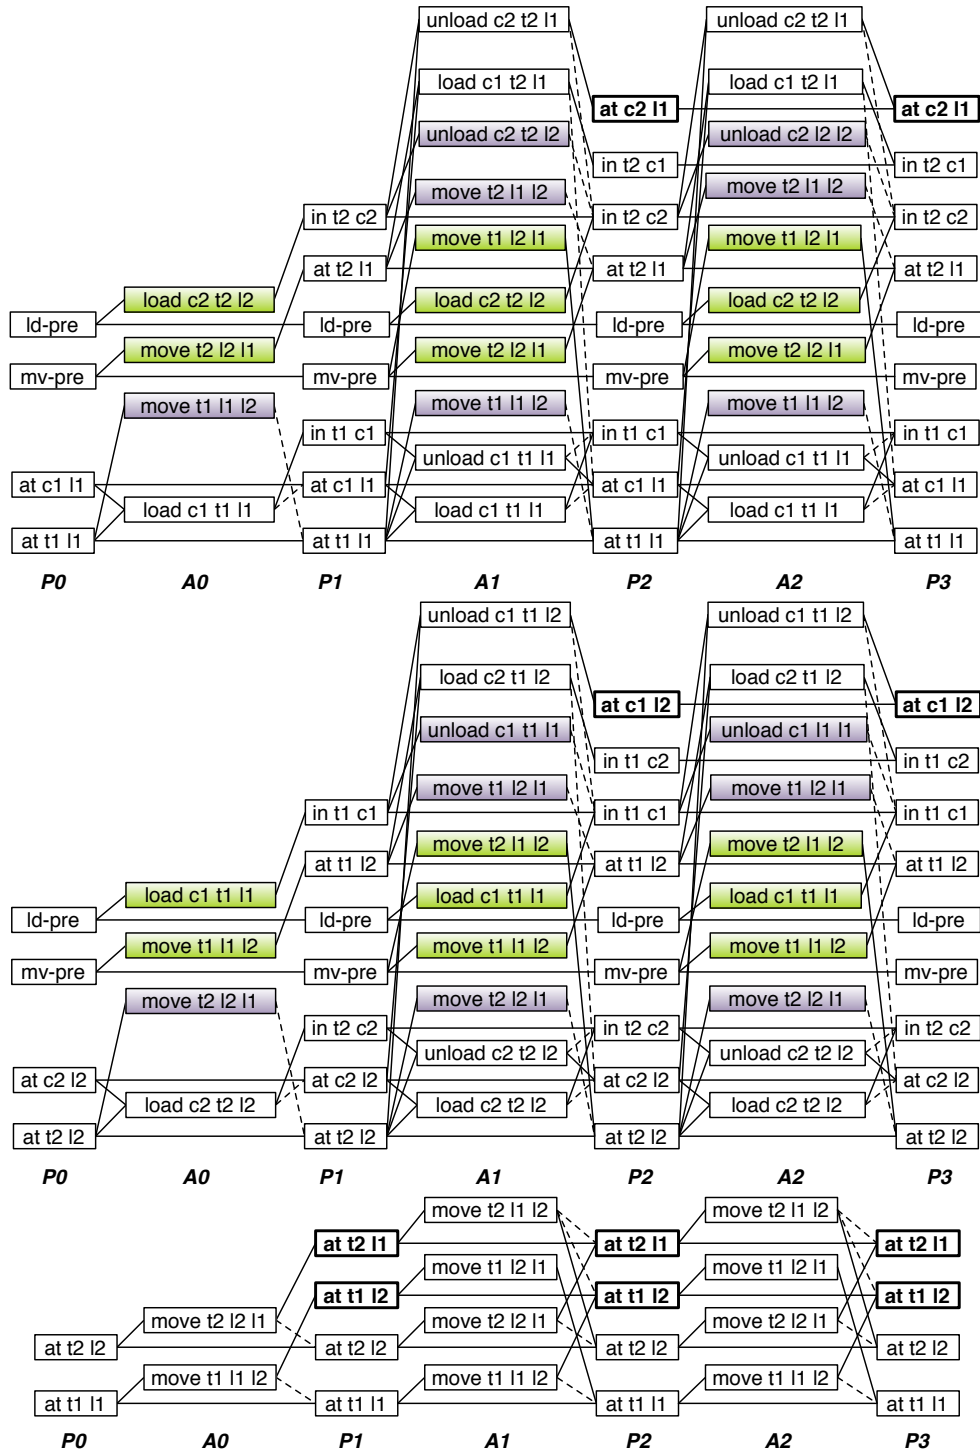 unload c2 t2 l1
unload c2 t2 l1
load c1 t2 l1
load c1 t2 l1
at c2 l1
at c2 l1
unload c2 t2 l2
unload c2 l2 l2
in t2 c1
in t2 c1
move t2 l1 l2
move t2 l1 l2
in t2 c2
in t2 c2
in t2 c2
move t1 l2 l1
move t1 l2 l1
at t2 l1
at t2 l1
at t2 l1
load c2 t2 l2
load c2 t2 l2
load c2 t2 l2
ld-pre
ld-pre
ld-pre
ld-pre
move t2 l2 l1
move t2 l2 l1
move t2 l2 l1
mv-pre
mv-pre
mv-pre
mv-pre
move t1 l1 l2
move t1 l1 l2
move t1 l1 l2
in t1 c1
in t1 c1
in t1 c1
unload c1 t1 l1
unload c1 t1 l1
at c1 l1
at c1 l1
at c1 l1
at c1 l1
load c1 t1 l1
load c1 t1 l1
load c1 t1 l1
at t1 l1
at t1 l1
at t1 l1
at t1 l1
P0 A0 P1 A1 P2 A2 P3
unload c1 t1 l2
unload c1 t1 l2
load c2 t1 l2
load c2 t1 l2
at c1 l2
at c1 l2
unload c1 t1 l1
unload c1 l1 l1
in t1 c2
in t1 c2
move t1 l2 l1
move t1 l2 l1
in t1 c1
in t1 c1
in t1 c1
move t2 l1 l2
move t2 l1 l2
at t1 l2
at t1 l2
at t1 l2
load c1 t1 l1
load c1 t1 l1
load c1 t1 l1
ld-pre
ld-pre
ld-pre
ld-pre
move t1 l1 l2
move t1 l1 l2
move t1 l1 l2
mv-pre
mv-pre
mv-pre
mv-pre
move t2 l2 l1
move t2 l2 l1
move t2 l2 l1
in t2 c2
in t2 c2
in t2 c2
unload c2 t2 l2
unload c2 t2 l2
at c2 l2
at c2 l2
at c2 l2
at c2 l2
load c2 t2 l2
load c2 t2 l2
load c2 t2 l2
at t2 l2
at t2 l2
at t2 l2
at t2 l2
P0 A0 P1 A1 P2 A2 P3
move t2 l1 l2
move t2 l1 l2
at t2 l1
at t2 l1
at t2 l1
move t1 l2 l1
move t1 l2 l1
at t1 l2
at t1 l2
at t1 l2
move t2 l2 l1
move t2 l2 l1
move t2 l2 l1
at t2 l2
at t2 l2
at t2 l2
at t2 l2
move t1 l1 l2
move t1 l1 l2
move t1 l1 l2
at t1 l1
at t1 l1
at t1 l1
at t1 l1
P0 A0 P1 A1 P2 A2 P3